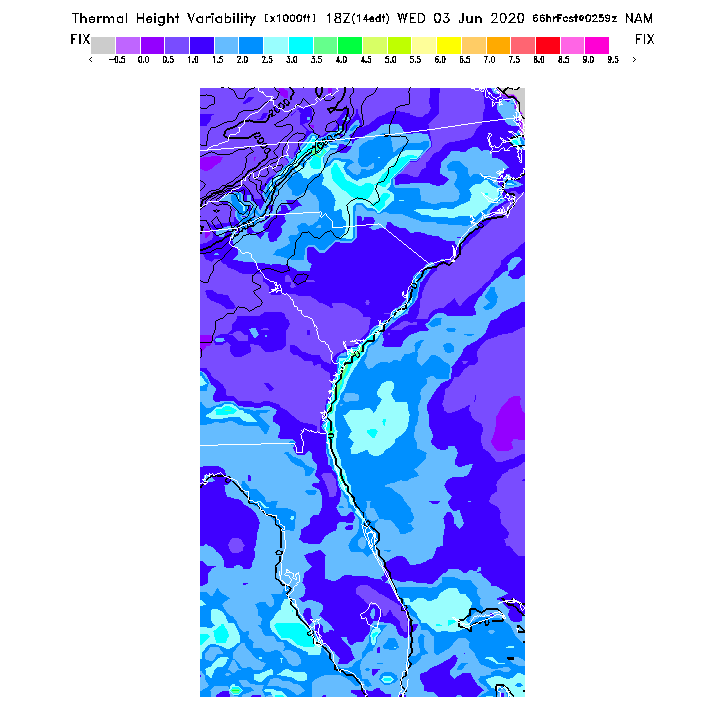 Thermal Height Variability [x1000ft] 18Z(14edt) WED 03 Jun 2020 66hrFcst@0259z NAM
FIX FIX
< -0.5 0.0 0.5 1.0 1.5 2.0 2.5 3.0 3.5 4.0 4.5 5.0 5.5 6.0 6.5 7.0 7.5 8.0 8.5 9.0 9.5 >